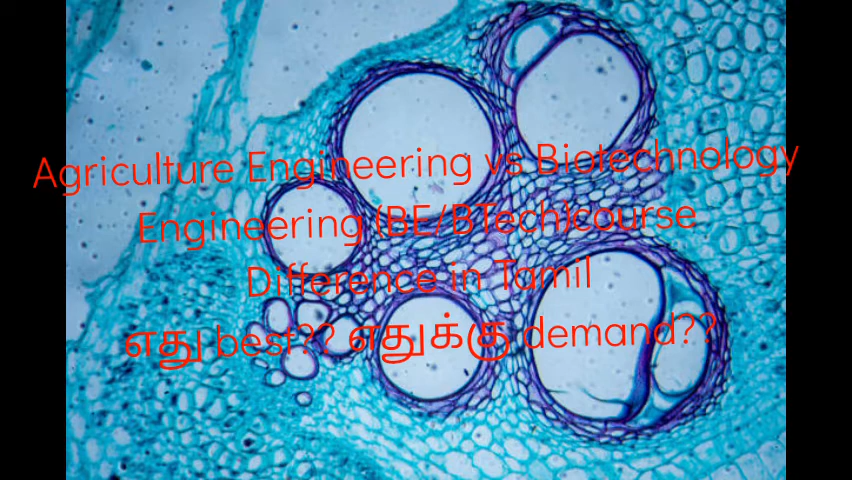 Agriculture Engineering vs Biotechnology
Engineering (BE/BTech)course
Difference in Tamil
எது best?? எதுக்கு demand??